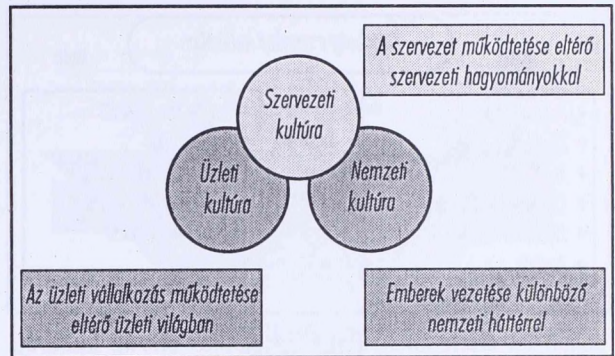 A szervezet működtetése eltérő
szervezeti hagyományokkal
Szervezeti
kultúra
Üzleti
kultúra
Nemzeti
kultúra
Az üzleti vállalkozás működtetése
eltérő üzleti világban
Emberek vezetése különböző
nemzeti háttérrel